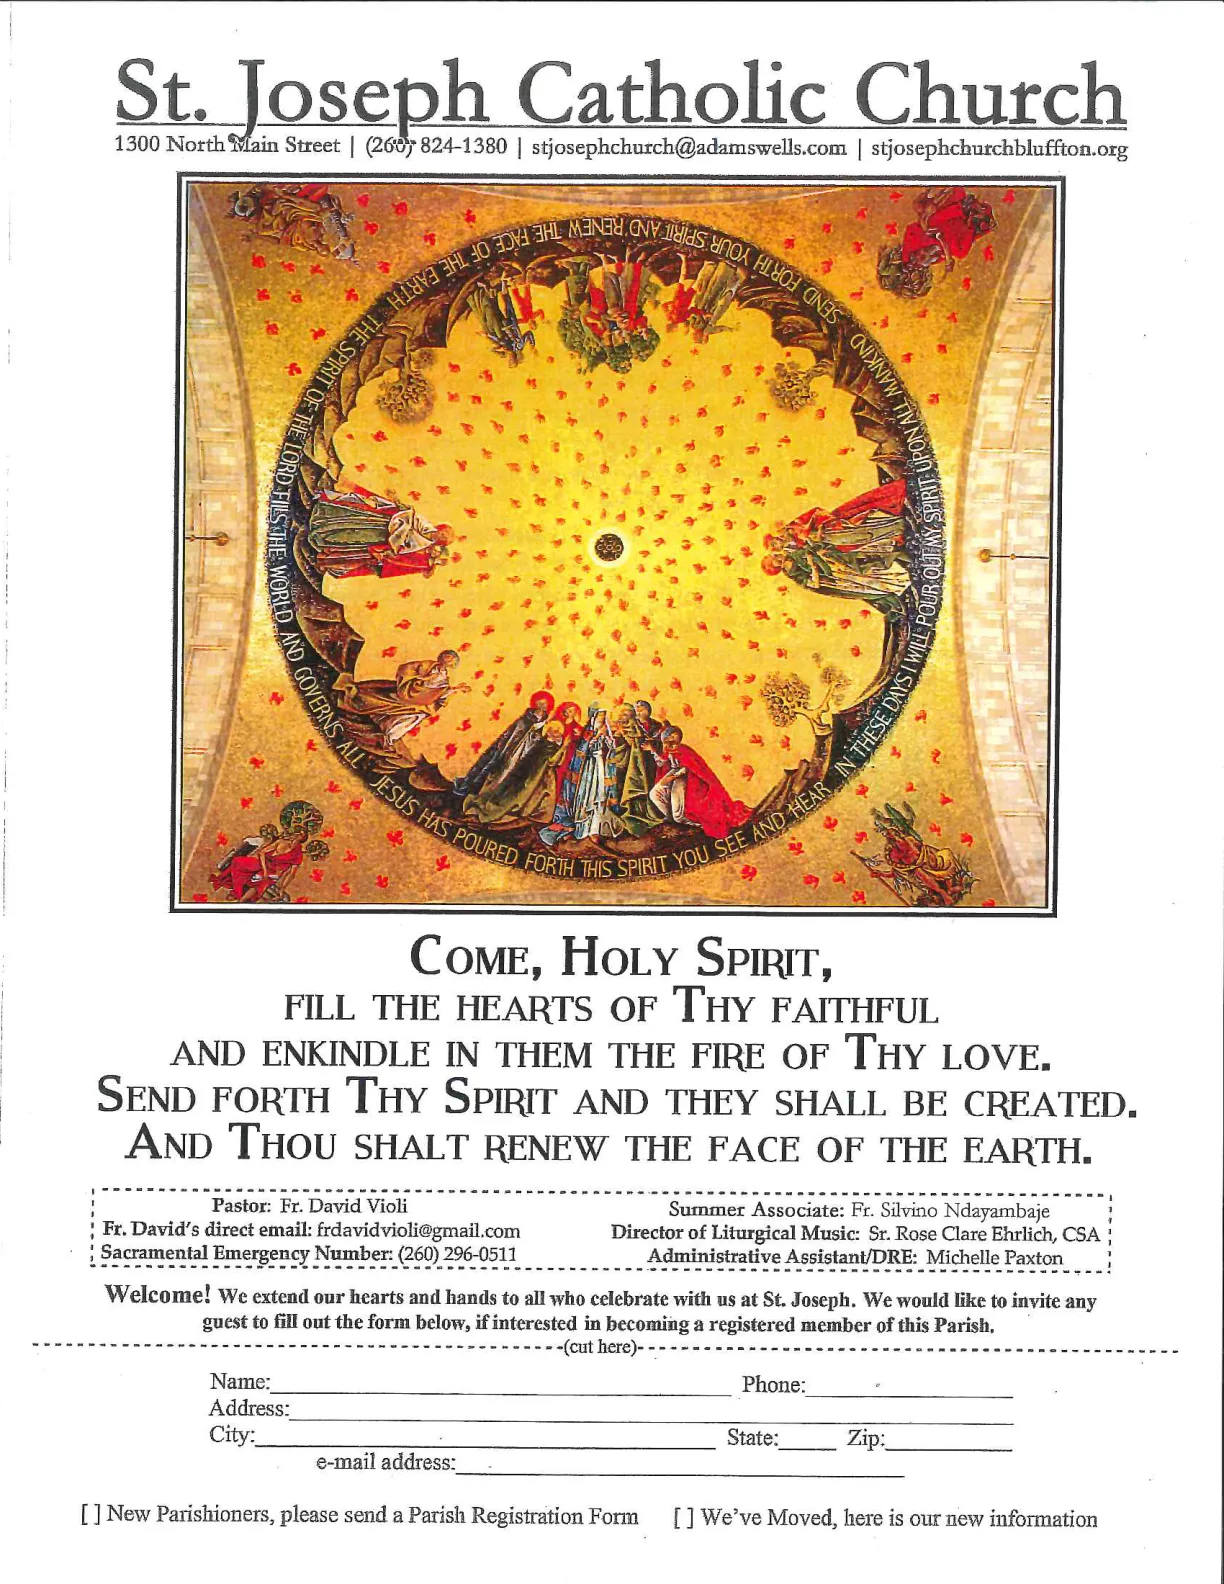 St. Joseph Catholic Church
1300 North Main Street | (260) 824-1380 | stjosephchurch@adamswells.com | stjosephchurchbluffton.org
SEND FORTH YOUR SPIRIT AND RENEW THE FACE OF THE EARTH THE SPIRIT OF THE LORD FILLS THE WORLD AND GOVERNS ALL JESUS HAS POURED FORTH THIS SPIRIT YOU SEE AND HEAR IN THESE DAYS I WILL POUR OUT MY SPIRIT UPON ALL MANKIND
COME, HOLY SPIRIT,
FILL THE HEARTS OF THY FAITHFUL
AND ENKINDLE IN THEM THE FIRE OF THY LOVE.
SEND FORTH THY SPIRIT AND THEY SHALL BE CREATED.
AND THOU SHALT RENEW THE FACE OF THE EARTH.
Pastor: Fr. David Violi
Fr. David's direct email: frdavidvioli@gmail.com
Sacramental Emergency Number: (260) 296-0511
Summer Associate: Fr. Silvino Ndayambaje
Director of Liturgical Music: Sr. Rose Clare Ehrlich, CSA
Administrative Assistant/DRE: Michelle Paxton
Welcome! We extend our hearts and hands to all who celebrate with us at St. Joseph. We would like to invite any
guest to fill out the form below, if interested in becoming a registered member of this Parish.
(cut here)
Name: Phone:
Address:
City: State: Zip:
e-mail address:
[ ] New Parishioners, please send a Parish Registration Form [ ] We've Moved, here is our new information